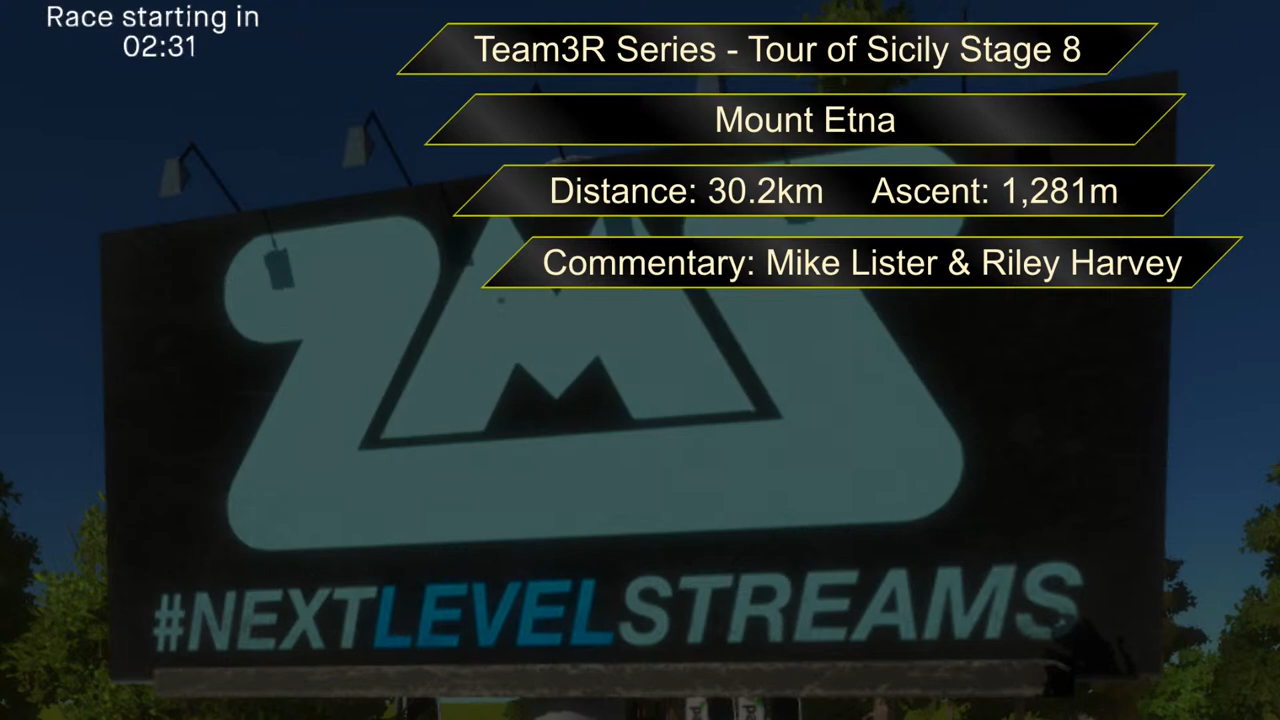 Race starting in
02:31
Team3R Series - Tour of Sicily Stage 8
Mount Etna
Distance: 30.2km Ascent: 1,281m
Commentary: Mike Lister & Riley Harvey
#NEXTLEVELSTREAMS